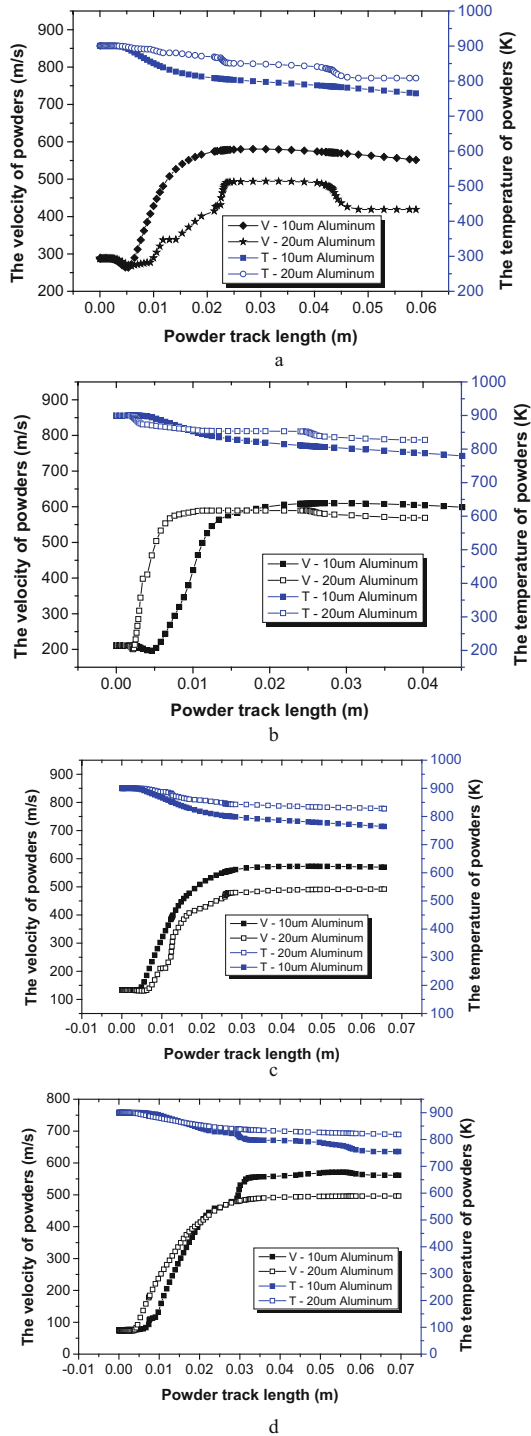 The velocity of powders (m/s)
900
800
700
600
500
400
300
200
1000
900
800
700
600
500
400
300
200
The temperature of powders (K)
V - 10um Aluminum
V - 20um Aluminum
T - 10um Aluminum
T - 20um Aluminum
0.00 0.01 0.02 0.03 0.04 0.05 0.06
Powder track length (m)
a
The velocity of powders (m/s)
900
800
700
600
500
400
300
200
1000
900
800
700
600
500
400
300
200
The temperature of powders (K)
V - 10um Aluminum
V - 20um Aluminum
T - 10um Aluminum
T - 20um Aluminum
0.00 0.01 0.02 0.03 0.04
Powder track length (m)
b
The velocity of powders (m/s)
900
800
700
600
500
400
300
200
100
1000
900
800
700
600
500
400
300
200
100
The temperature of powders (K)
V - 10um Aluminum
V - 20um Aluminum
T - 20um Aluminum
T - 10um Aluminum
-0.01 0.00 0.01 0.02 0.03 0.04 0.05 0.06 0.07
Powder track length (m)
c
The velocity of powders (m/s)
800
700
600
500
400
300
200
100
0
900
800
700
600
500
400
300
200
100
0
The temperature of powders (K)
V - 10um Aluminum
V - 20um Aluminum
T - 10um Aluminum
T - 20um Aluminum
-0.01 0.00 0.01 0.02 0.03 0.04 0.05 0.06 0.07
Powder track length (m)
d